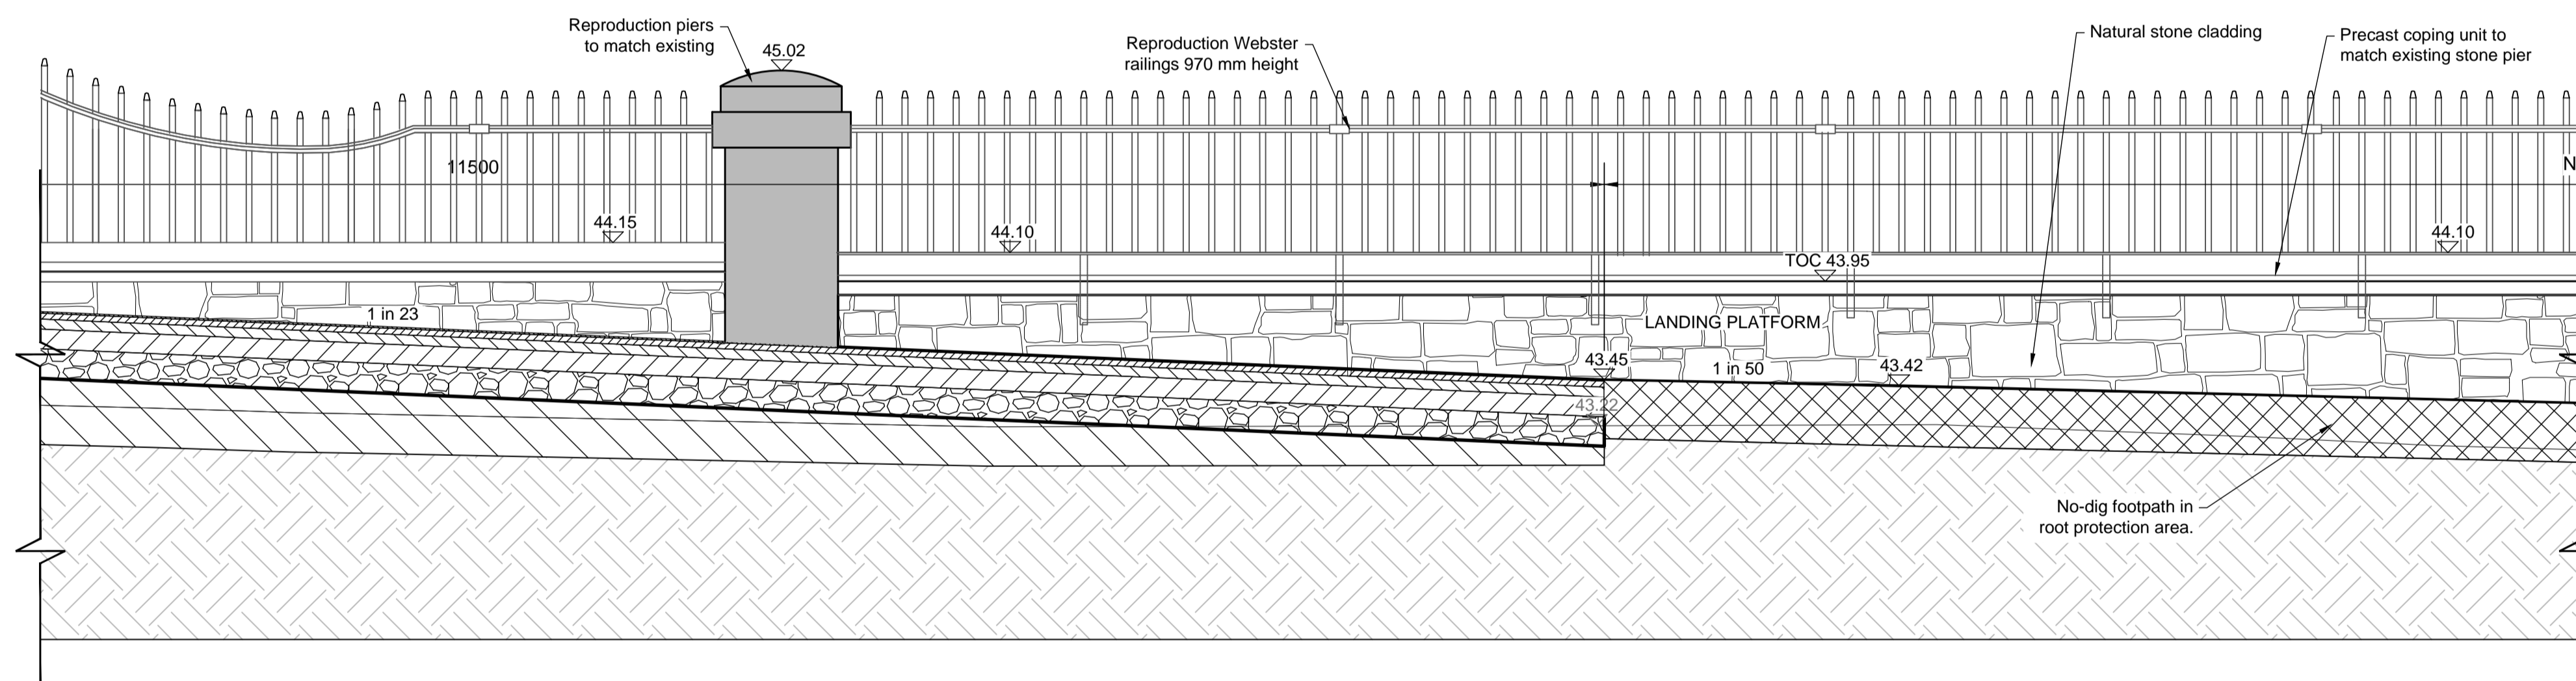 Reproduction piers
to match existing
45.02
Reproduction Webster
railings 970 mm height
Natural stone cladding
Precast coping unit to
match existing stone pier
11500
N
44.15
44.10
44.10
TOC 43.95
1 in 23
LANDING PLATFORM
43.45
1 in 50
43.42
43.22
No-dig footpath in
root protection area.